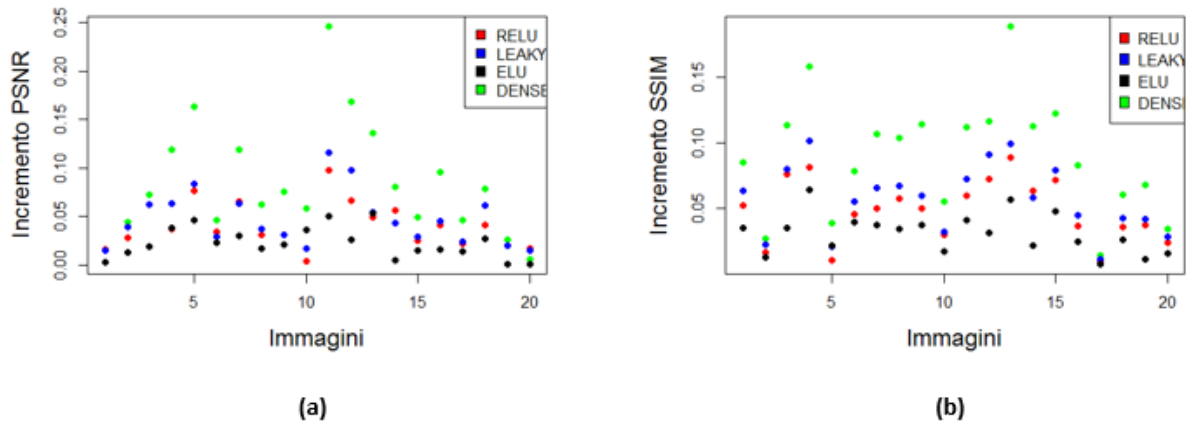 Incremento PSNR
0.25
0.20
0.15
0.10
0.05
0.00
RELU
LEAKY
ELU
DENSE
5
10
15
20
Immagini
(a)
Incremento SSIM
0.15
0.10
0.05
RELU
LEAKY
ELU
DENS
5
10
15
20
Immagini
(b)